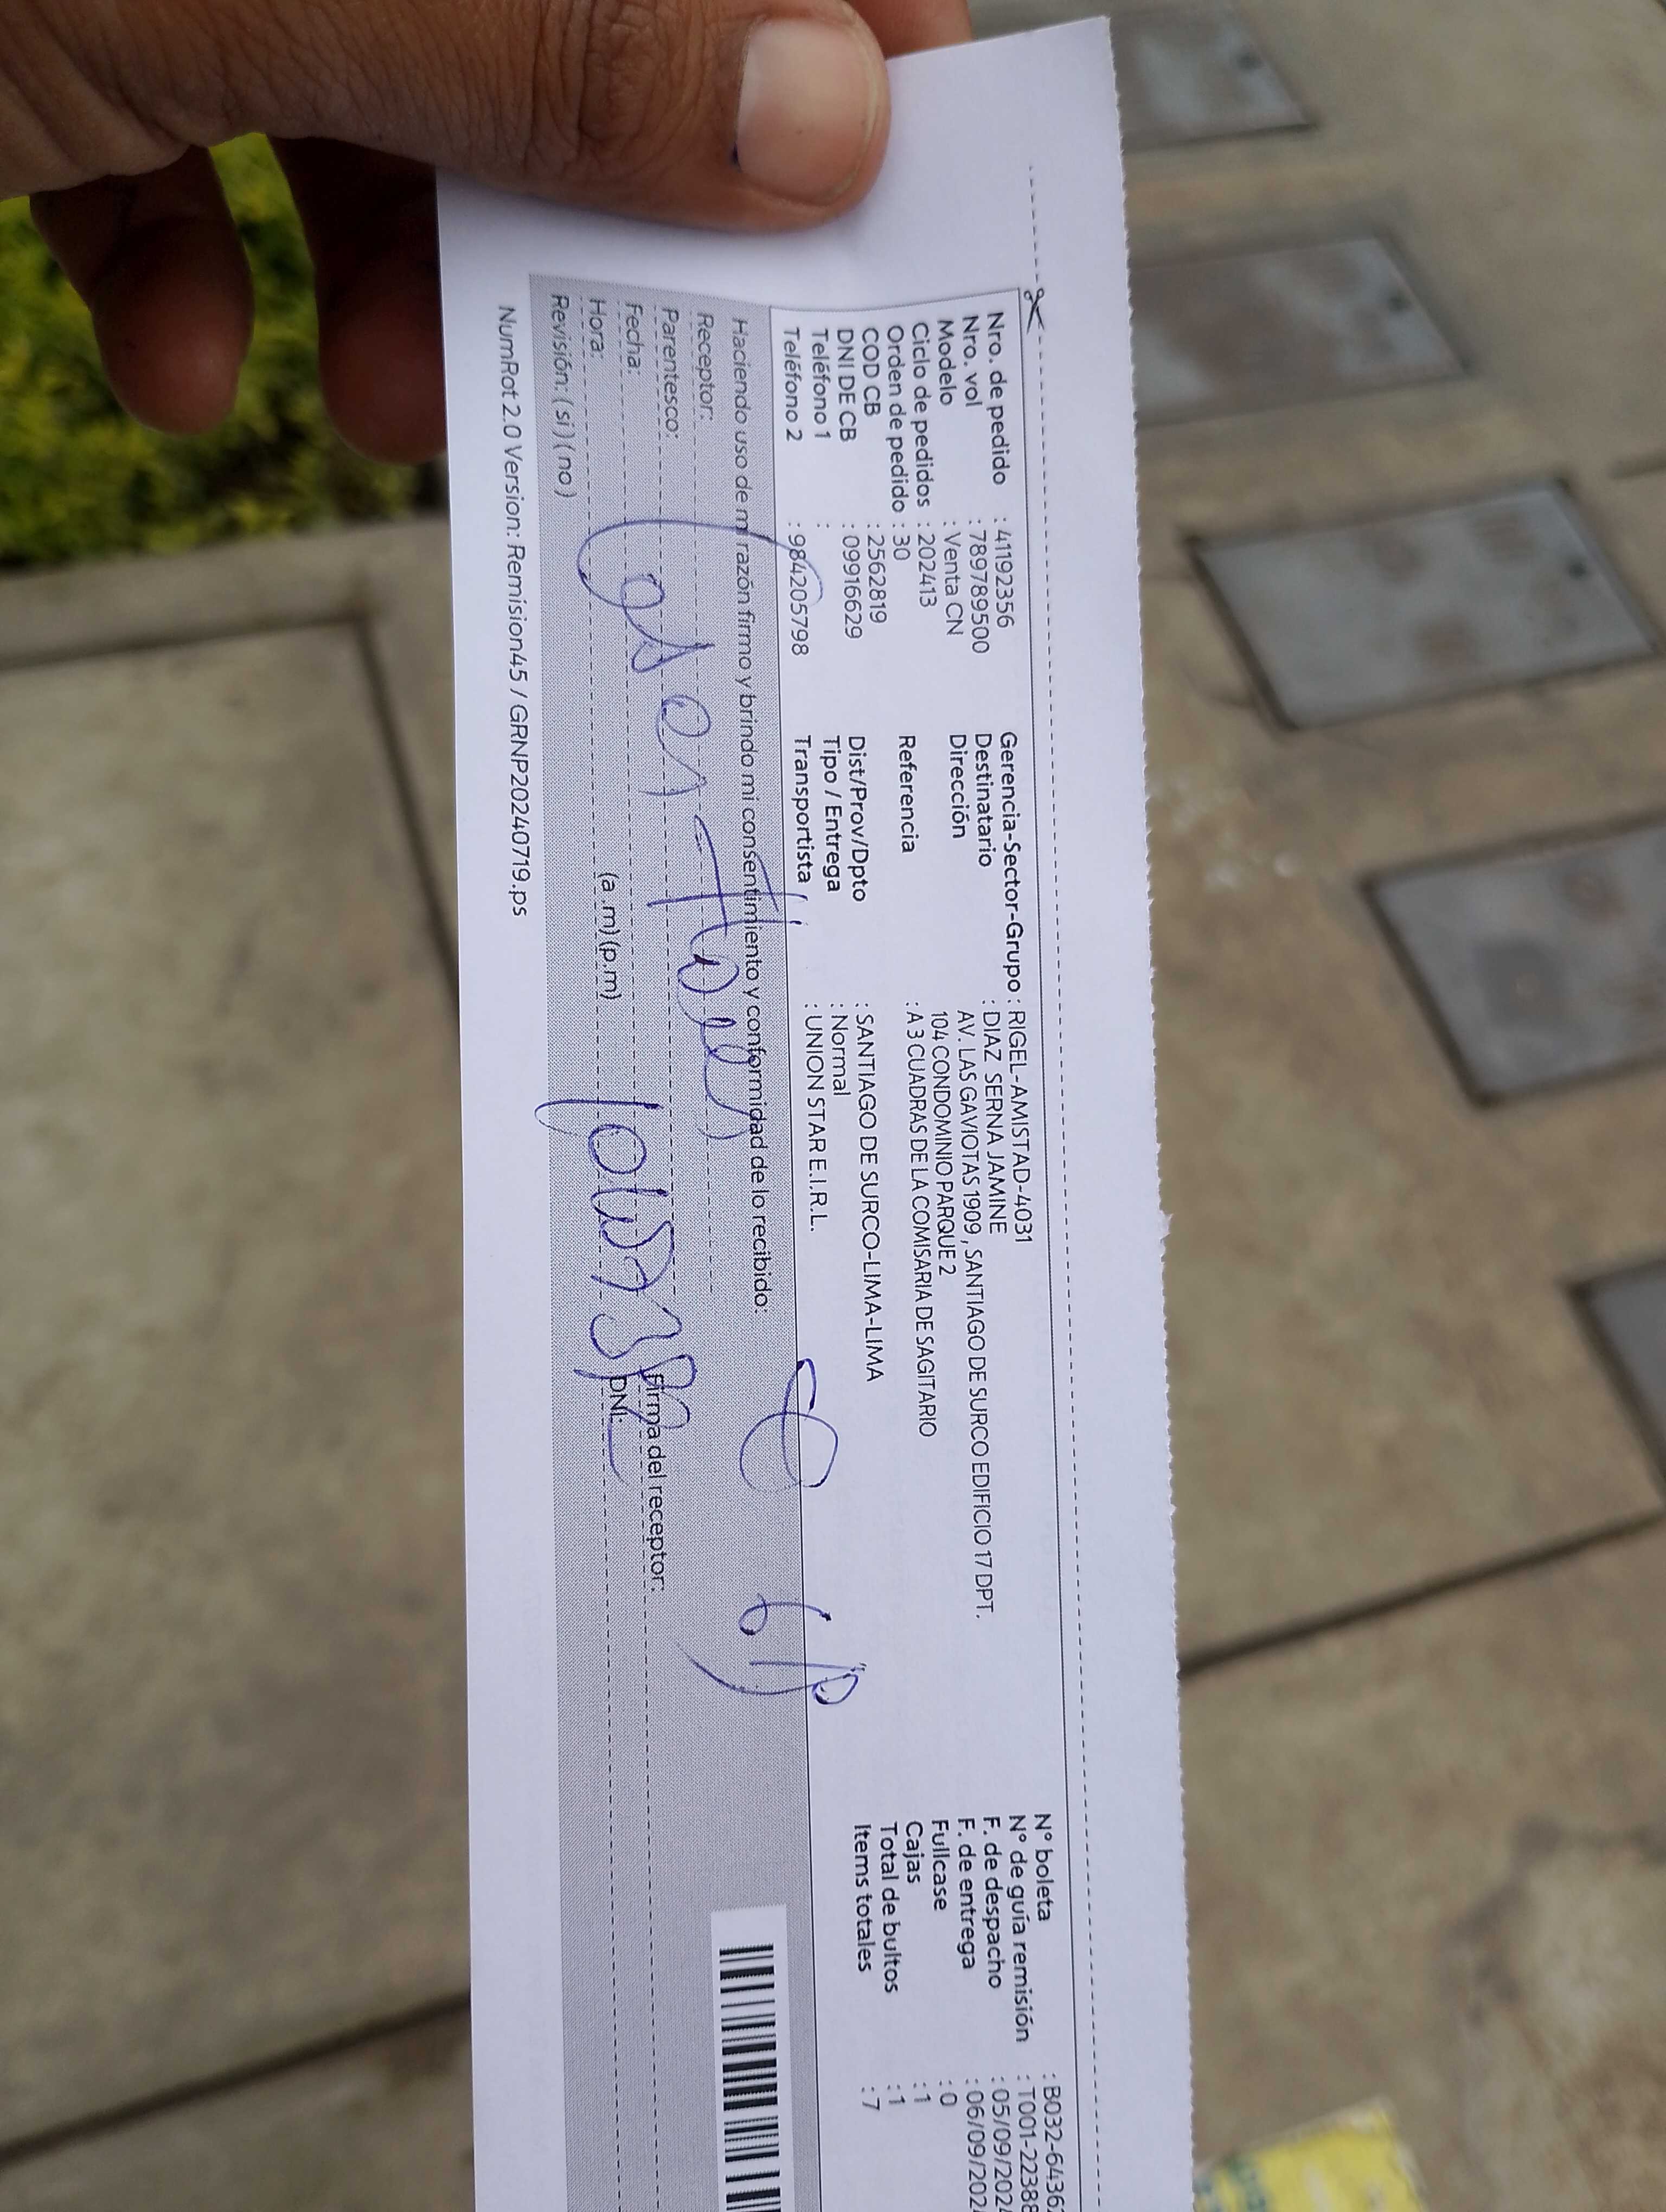 Nro. de pedido : 411922356
Nro. vol : 789789500
Modelo : Venta CN
Ciclo de pedidos : 202413
Orden de pedido : 30
COD CB : 2562819
DNI DE CB : 09916629
Teléfono 1 :
Teléfono 2 : 984205798
Gerencia-Sector-Grupo : RIGEL-AMISTAD-4031
Destinatario : DIAZ SERNA JAMINE
Dirección : AV. LAS GAVIOTAS 1909 , SANTIAGO DE SURCO EDIFICIO 17 DPT.
104 CONDOMINIO PARQUE 2
Referencia : A 3 CUADRAS DE LA COMISARIA DE SAGITARIO
Dist/Prov/Dpto : SANTIAGO DE SURCO-LIMA-LIMA
Tipo / Entrega : Normal
Transportista : UNION STAR E.I.R.L.
N° boleta : B032-6436
N° de guía remisión : T001-22388
F. de despacho : 05/09/202
F. de entrega : 06/09/202
Fullcase : 0
Cajas : 1
Total de bultos : 1
Items totales : 7
Haciendo uso de mi razón firmo y brindo mi consentimiento y conformidad de lo recibido:
Receptor:
Parentesco:
Fecha:
Hora: (a .m) (p.m)
Revisión: ( si ) ( no )
Firma del receptor:
DNI:
NumRot 2.0 Version: Remision45 / GRNP20240719.ps